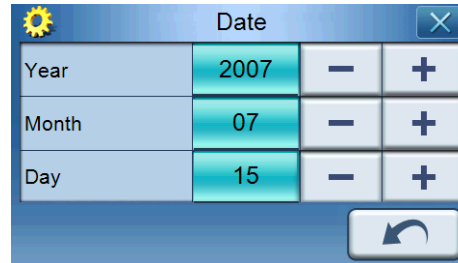 Date
Year 2007 − +
Month 07 − +
Day 15 − +